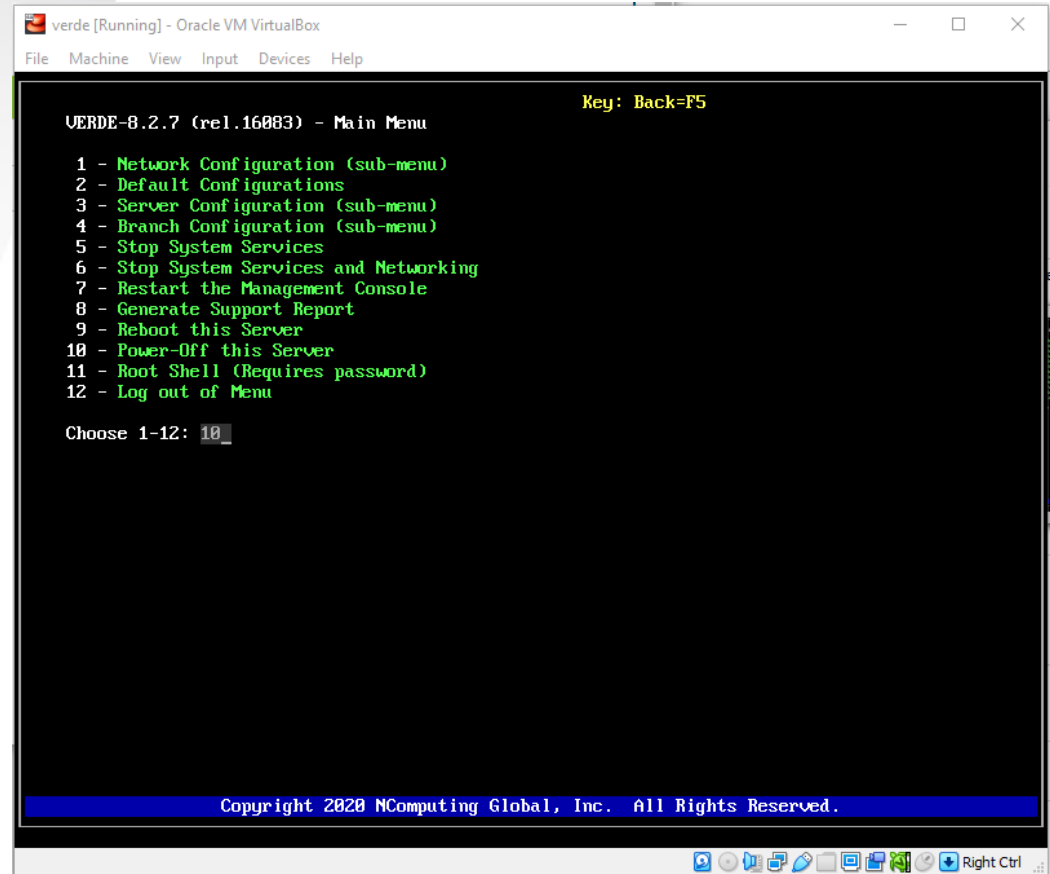 verde [Running] - Oracle VM VirtualBox
File Machine View Input Devices Help
Key: Back=F5
VERDE-8.2.7 (rel.16083) - Main Menu
1 - Network Configuration (sub-menu)
2 - Default Configurations
3 - Server Configuration (sub-menu)
4 - Branch Configuration (sub-menu)
5 - Stop System Services
6 - Stop System Services and Networking
7 - Restart the Management Console
8 - Generate Support Report
9 - Reboot this Server
10 - Power-Off this Server
11 - Root Shell (Requires password)
12 - Log out of Menu
Choose 1-12: 10_
Copyright 2020 NComputing Global, Inc. All Rights Reserved.
Right Ctrl